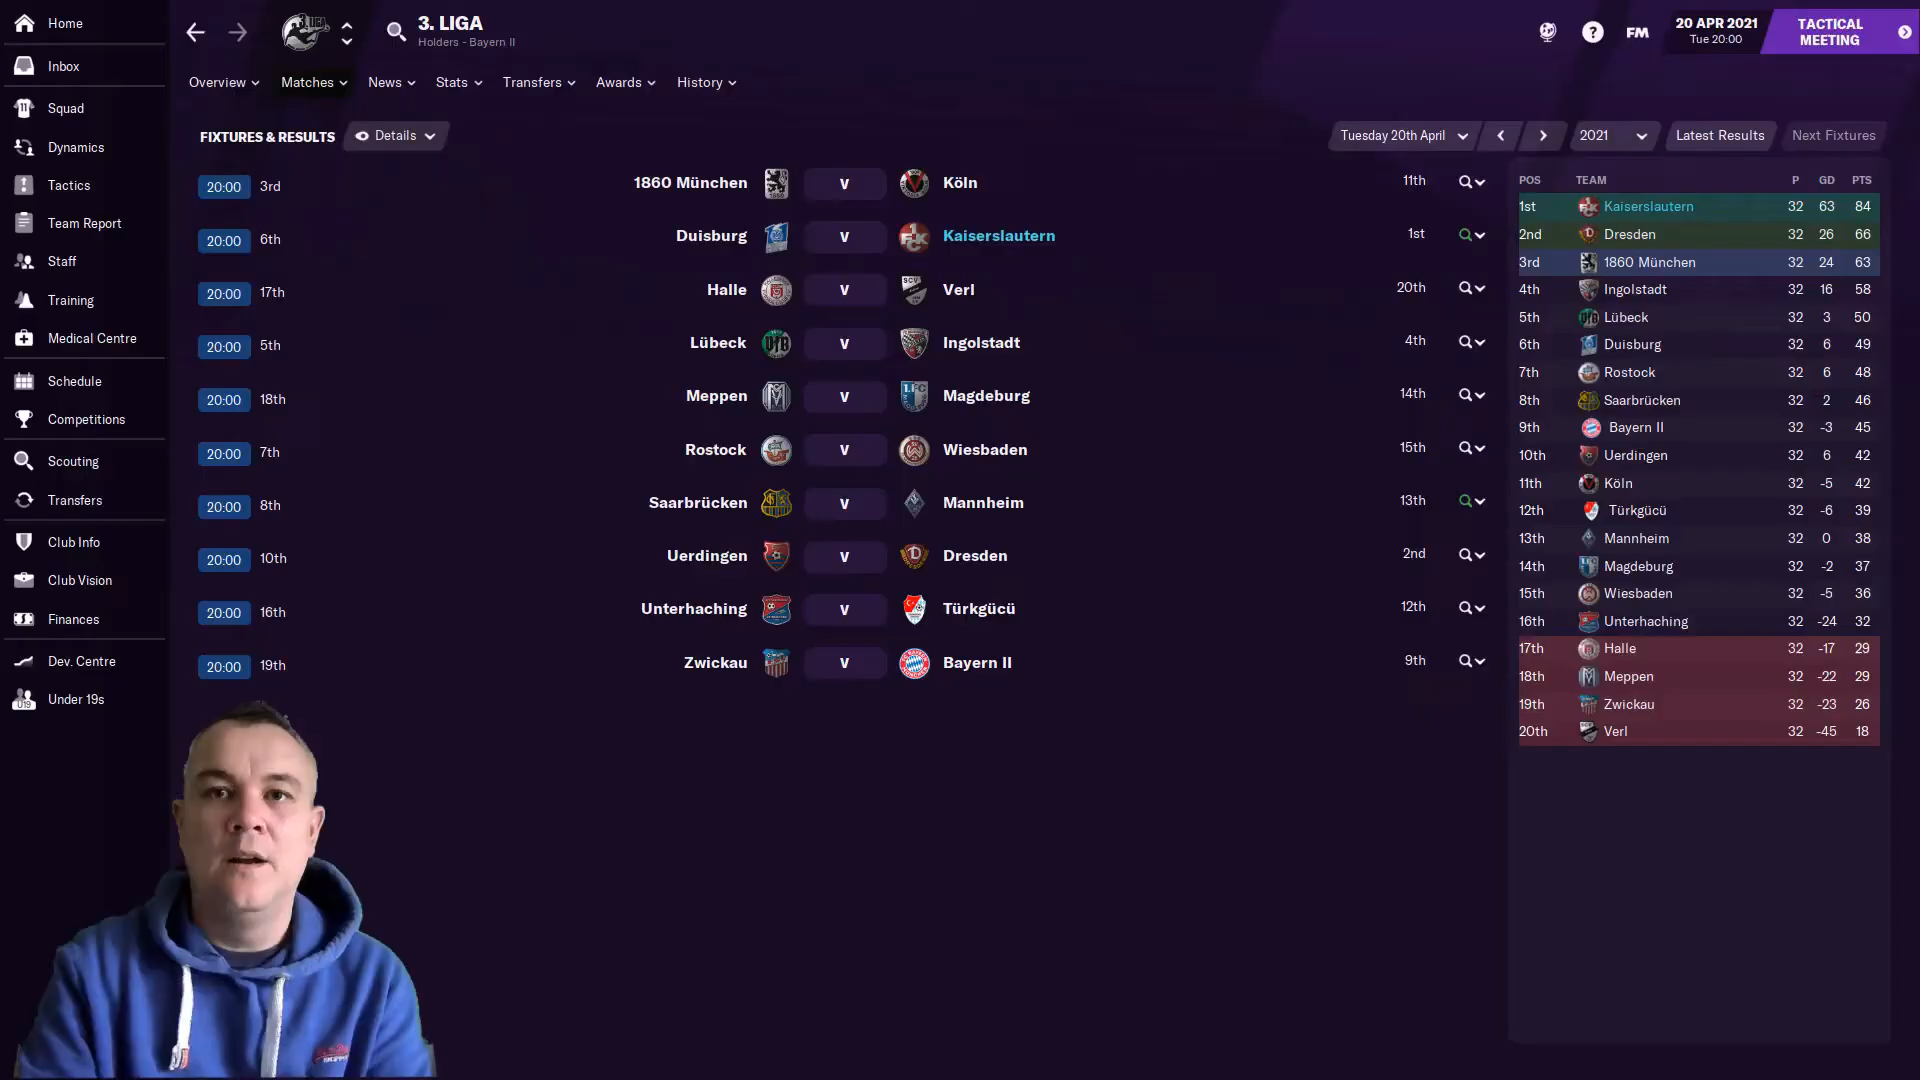 Home
Inbox
Squad
Dynamics
Tactics
Team Report
Staff
Training
Medical Centre
Schedule
Competitions
Scouting
Transfers
Club Info
Club Vision
Finances
Dev. Centre
Under 19s
3. LIGA
Holders - Bayern II
FM
20 APR 2021
Tue 20:00
TACTICAL MEETING
Overview Matches News Stats Transfers Awards History
FIXTURES & RESULTS Details
Tuesday 20th April 2021 Latest Results Next Fixtures
20:00 3rd 1860 München v Köln 11th
20:00 6th Duisburg v Kaiserslautern 1st
20:00 17th Halle v Verl 20th
20:00 5th Lübeck v Ingolstadt 4th
20:00 18th Meppen v Magdeburg 14th
20:00 7th Rostock v Wiesbaden 15th
20:00 8th Saarbrücken v Mannheim 13th
20:00 10th Uerdingen v Dresden 2nd
20:00 16th Unterhaching v Türkgücü 12th
20:00 19th Zwickau v Bayern II 9th
POS TEAM P GD PTS
1st Kaiserslautern 32 63 84
2nd Dresden 32 26 66
3rd 1860 München 32 24 63
4th Ingolstadt 32 16 58
5th Lübeck 32 3 50
6th Duisburg 32 6 49
7th Rostock 32 6 48
8th Saarbrücken 32 2 46
9th Bayern II 32 -3 45
10th Uerdingen 32 6 42
11th Köln 32 -5 42
12th Türkgücü 32 -6 39
13th Mannheim 32 0 38
14th Magdeburg 32 -2 37
15th Wiesbaden 32 -5 36
16th Unterhaching 32 -24 32
17th Halle 32 -17 29
18th Meppen 32 -22 29
19th Zwickau 32 -23 26
20th Verl 32 -45 18